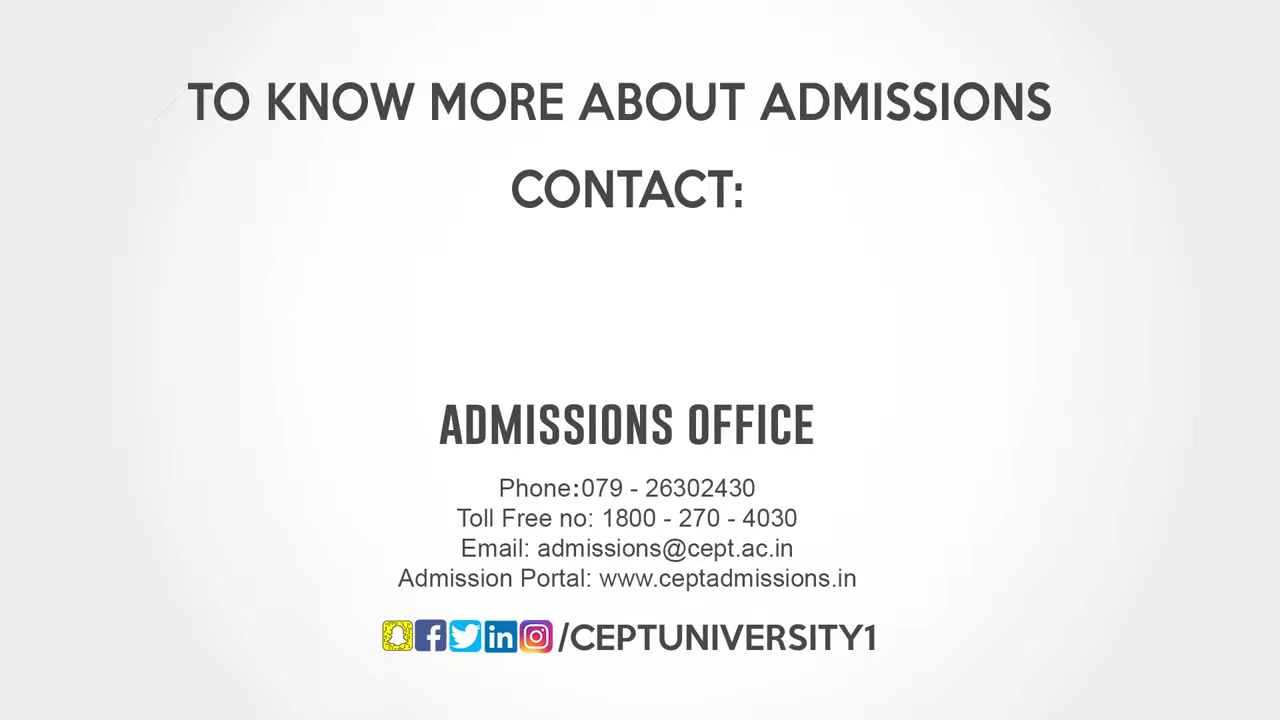 TO KNOW MORE ABOUT ADMISSIONS
CONTACT:
ADMISSIONS OFFICE
Phone:079 - 26302430
Toll Free no: 1800 - 270 - 4030
Email: admissions@cept.ac.in
Admission Portal: www.ceptadmissions.in
/CEPTUNIVERSITY1